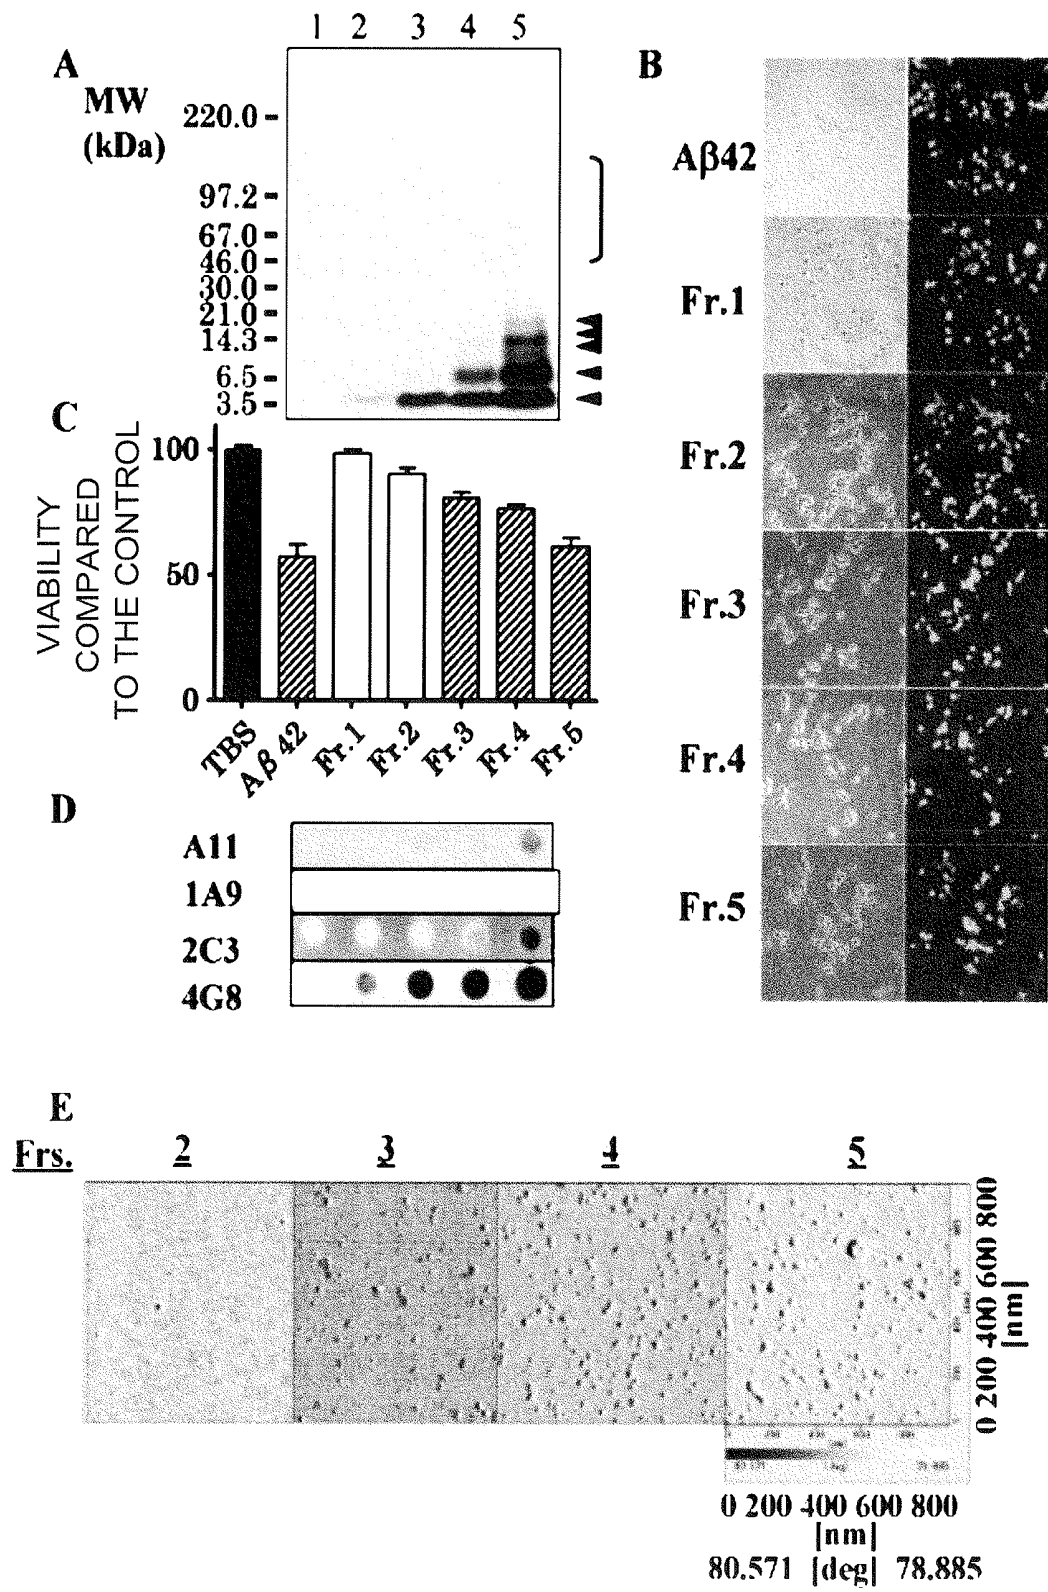 1 2 3 4 5
A
MW
(kDa)
220.0
97.2
67.0
46.0
30.0
21.0
14.3
6.5
3.5
B
Aβ42
Fr.1
Fr.2
Fr.3
Fr.4
Fr.5
C
VIABILITY
COMPARED
TO THE CONTROL
100
50
0
TBS
Aβ42
Fr.1
Fr.2
Fr.3
Fr.4
Fr.5
D
A11
1A9
2C3
4G8
E
Frs. 2 3 4 5
0 200 400 600 800
[nm]
0 200 400 600 800
[nm]
80.571 [deg] 78.885